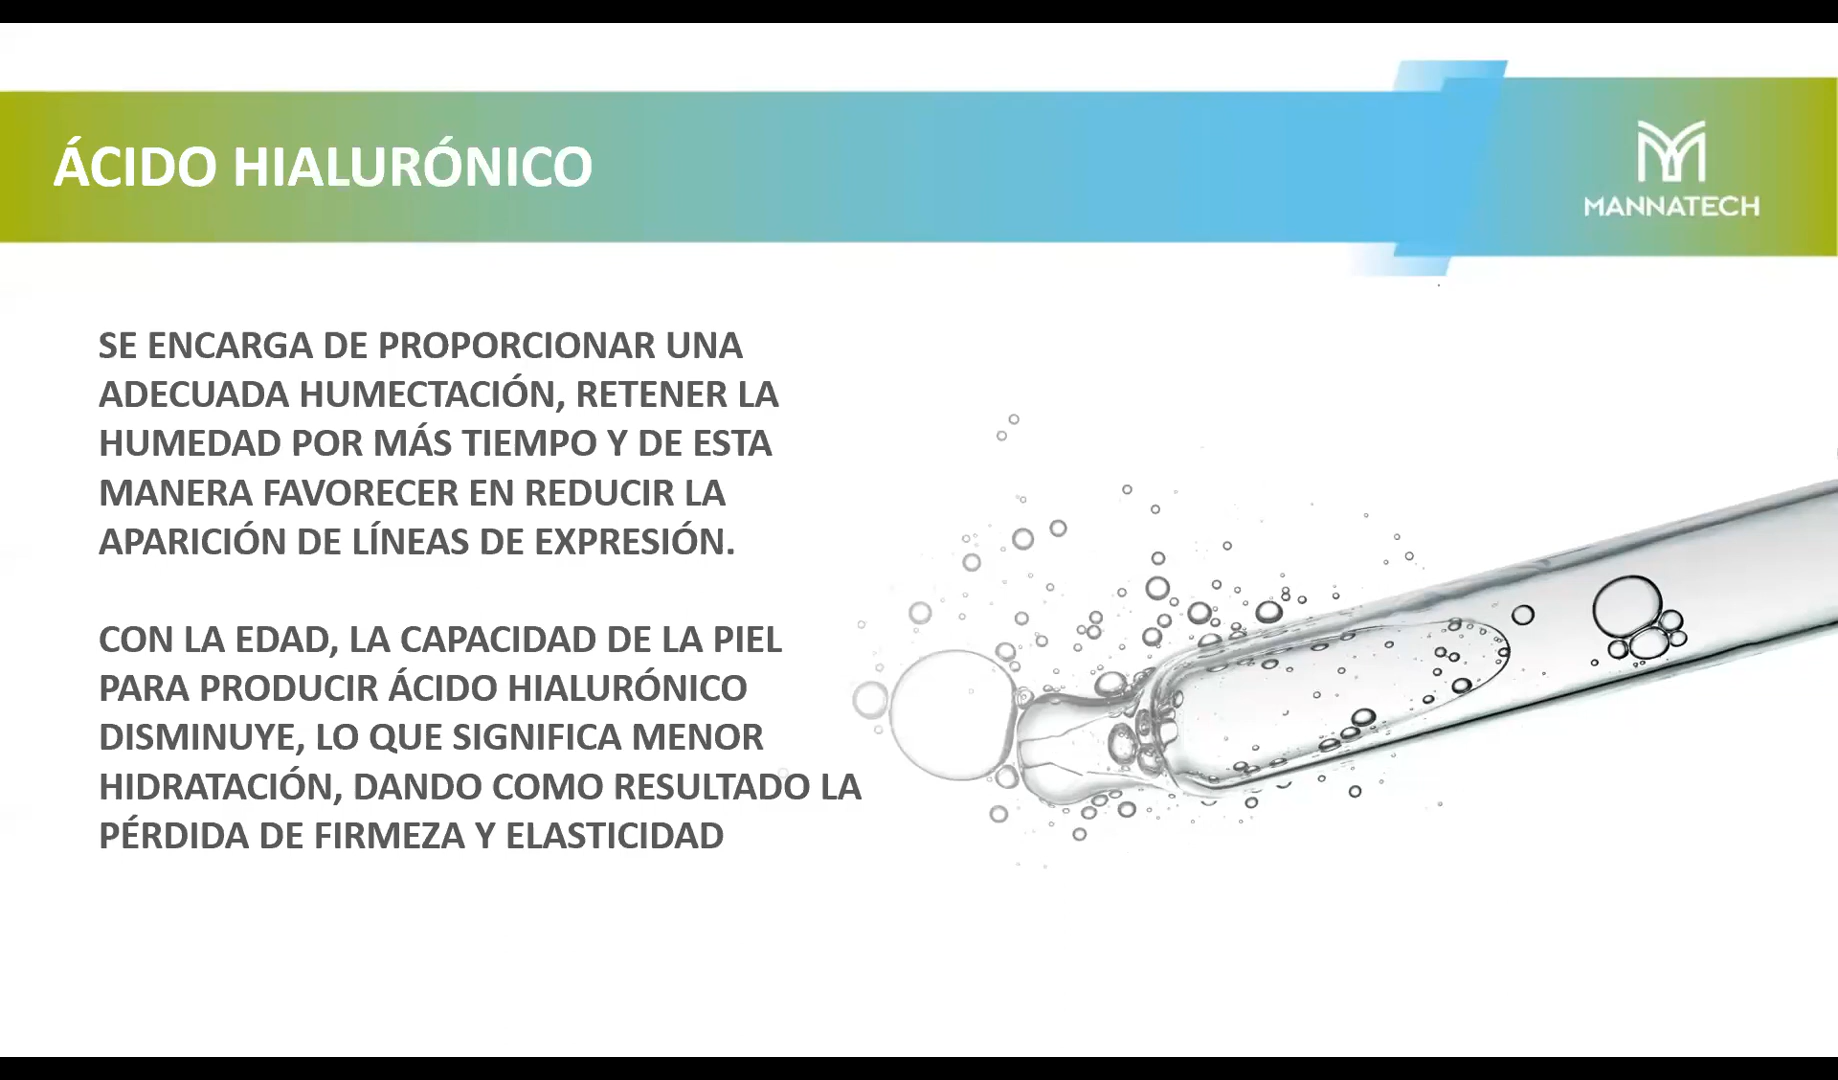 ÁCIDO HIALURÓNICO
MANNATECH
SE ENCARGA DE PROPORCIONAR UNA
ADECUADA HUMECTACIÓN, RETENER LA
HUMEDAD POR MÁS TIEMPO Y DE ESTA
MANERA FAVORECER EN REDUCIR LA
APARICIÓN DE LÍNEAS DE EXPRESIÓN.
CON LA EDAD, LA CAPACIDAD DE LA PIEL
PARA PRODUCIR ÁCIDO HIALURÓNICO
DISMINUYE, LO QUE SIGNIFICA MENOR
HIDRATACIÓN, DANDO COMO RESULTADO LA
PÉRDIDA DE FIRMEZA Y ELASTICIDAD